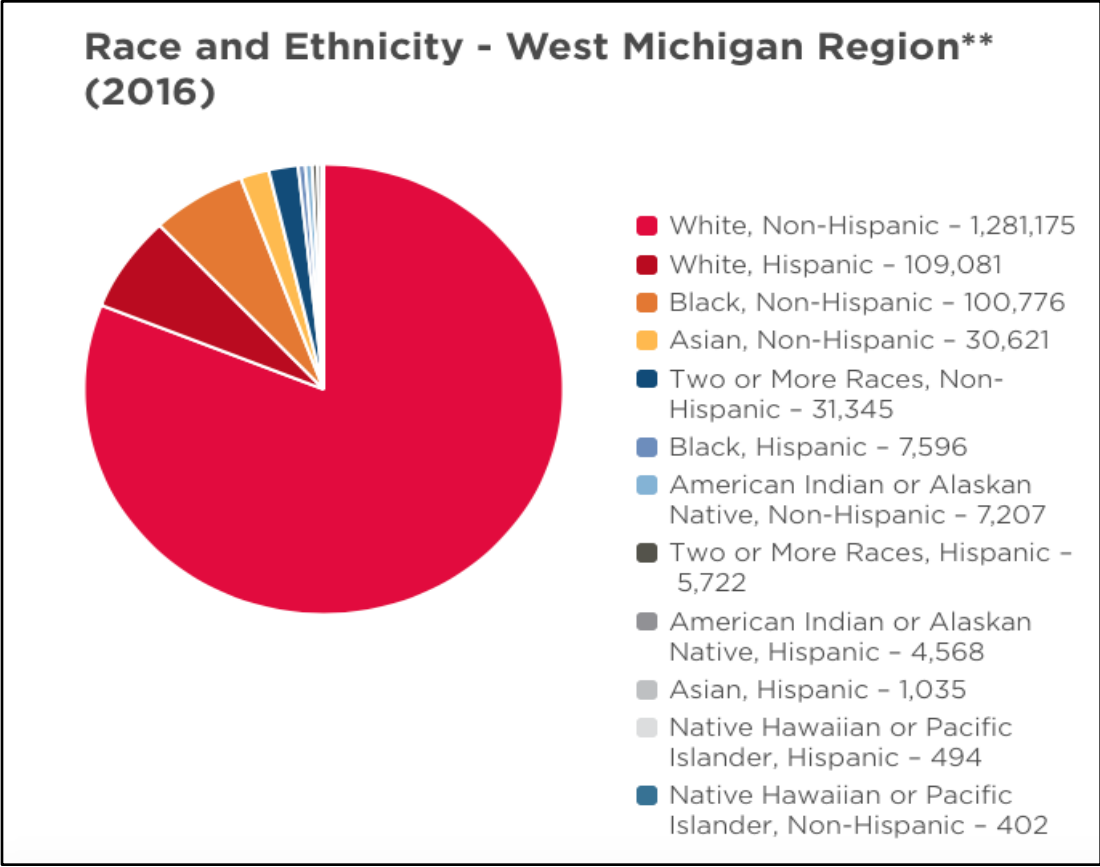 Race and Ethnicity - West Michigan Region**
(2016)
White, Non-Hispanic – 1,281,175
White, Hispanic – 109,081
Black, Non-Hispanic – 100,776
Asian, Non-Hispanic – 30,621
Two or More Races, Non-
Hispanic – 31,345
Black, Hispanic – 7,596
American Indian or Alaskan
Native, Non-Hispanic – 7,207
Two or More Races, Hispanic –
5,722
American Indian or Alaskan
Native, Hispanic – 4,568
Asian, Hispanic – 1,035
Native Hawaiian or Pacific
Islander, Hispanic – 494
Native Hawaiian or Pacific
Islander, Non-Hispanic – 402